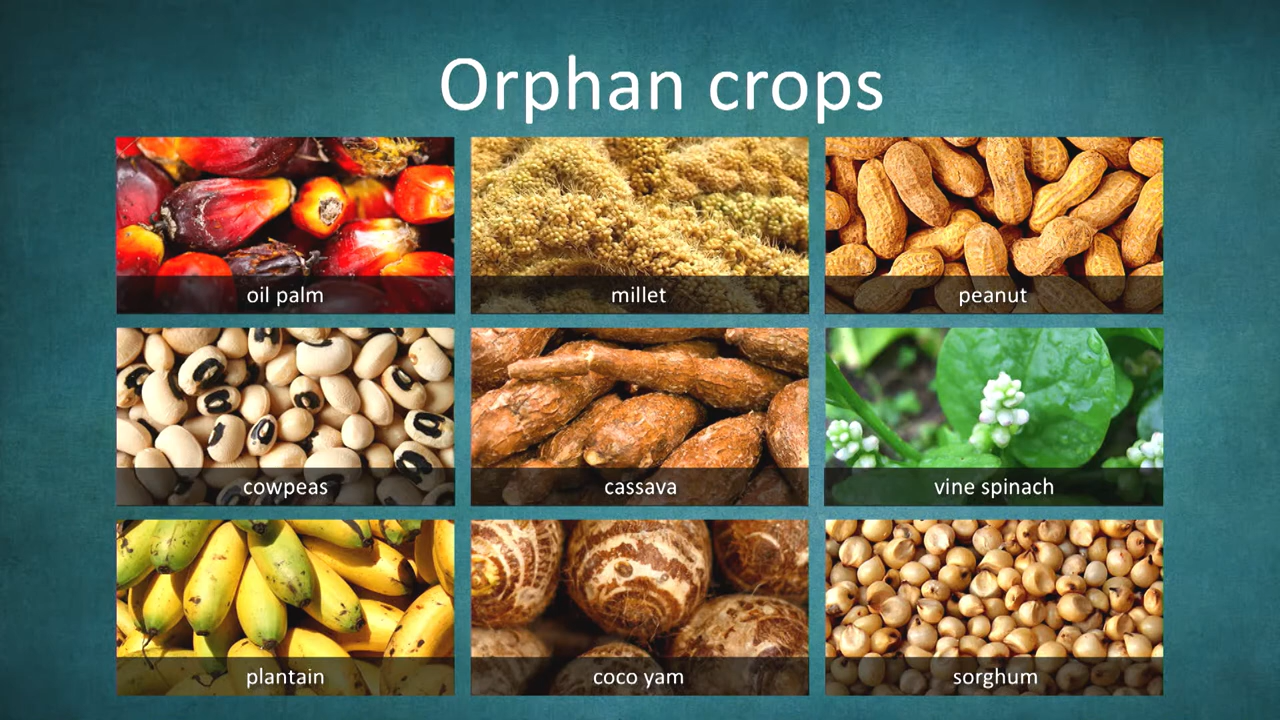 Orphan crops
oil palm
millet
peanut
cowpeas
cassava
vine spinach
plantain
coco yam
sorghum